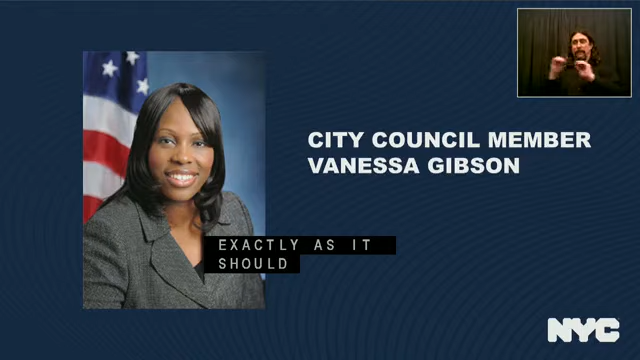 CITY COUNCIL MEMBER
VANESSA GIBSON
EXACTLY AS IT
SHOULD
NYC